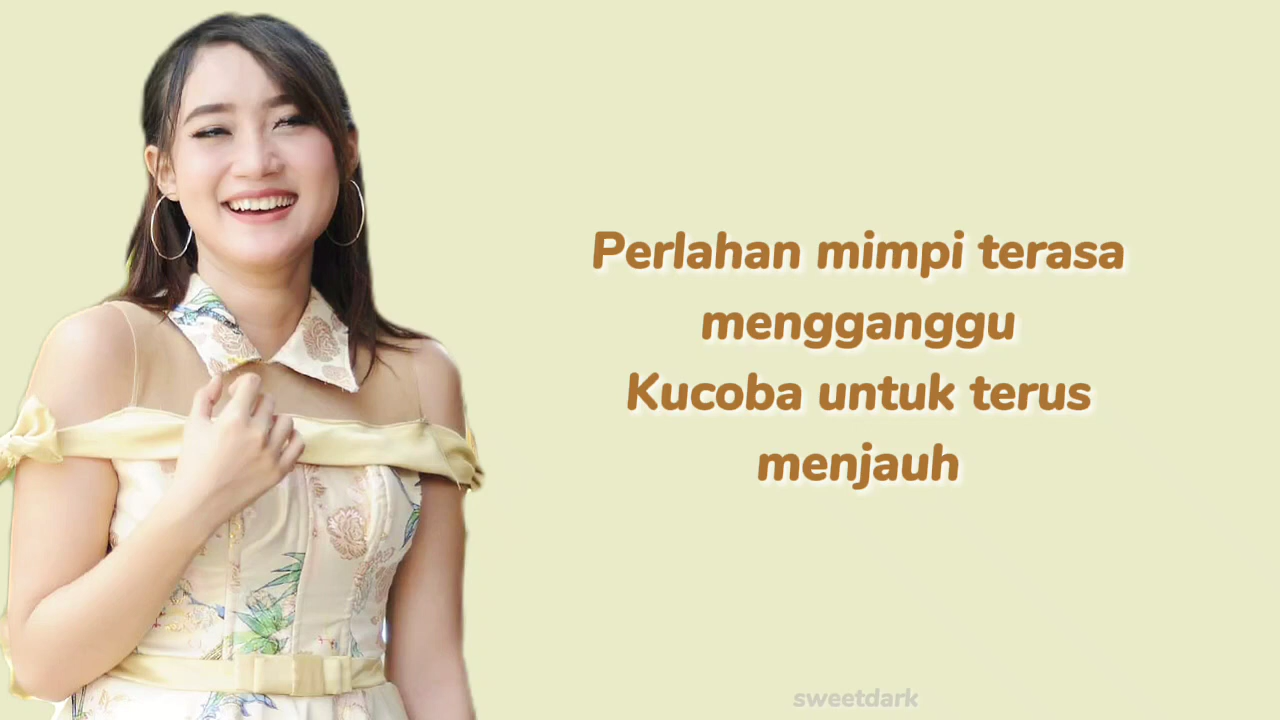 Perlahan mimpi terasa
mengganggu
Kucoba untuk terus
menjauh
sweetdark